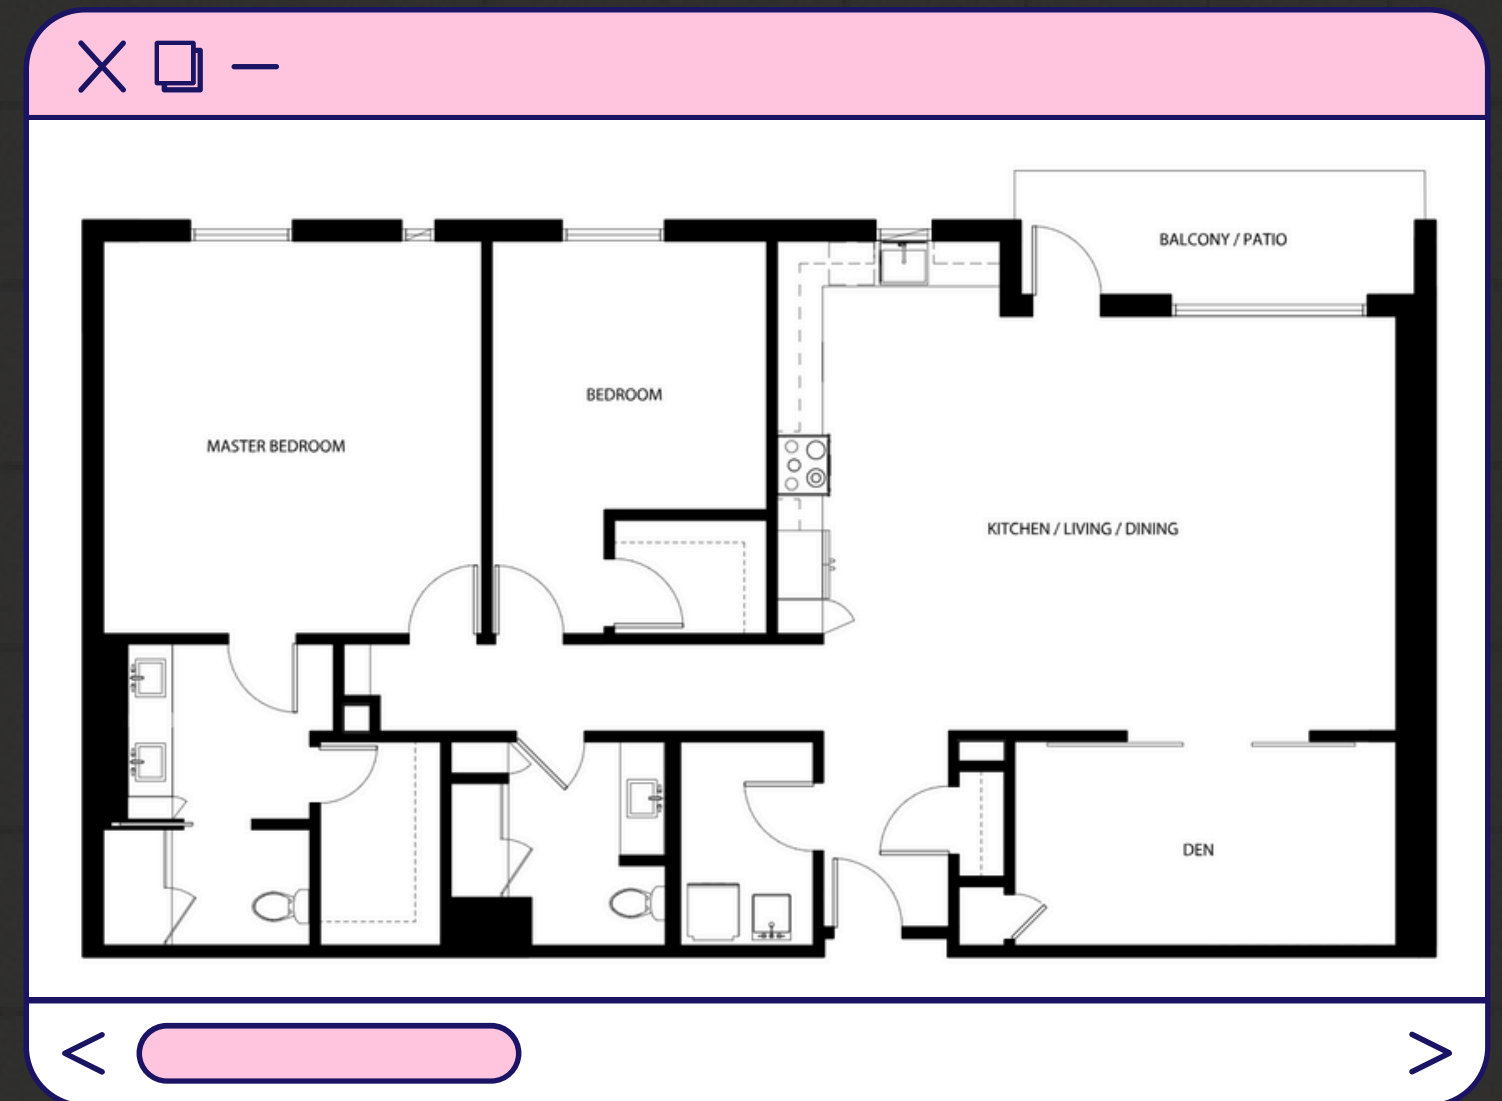 BALCONY / PATIO
BEDROOM
MASTER BEDROOM
KITCHEN / LIVING / DINING
DEN